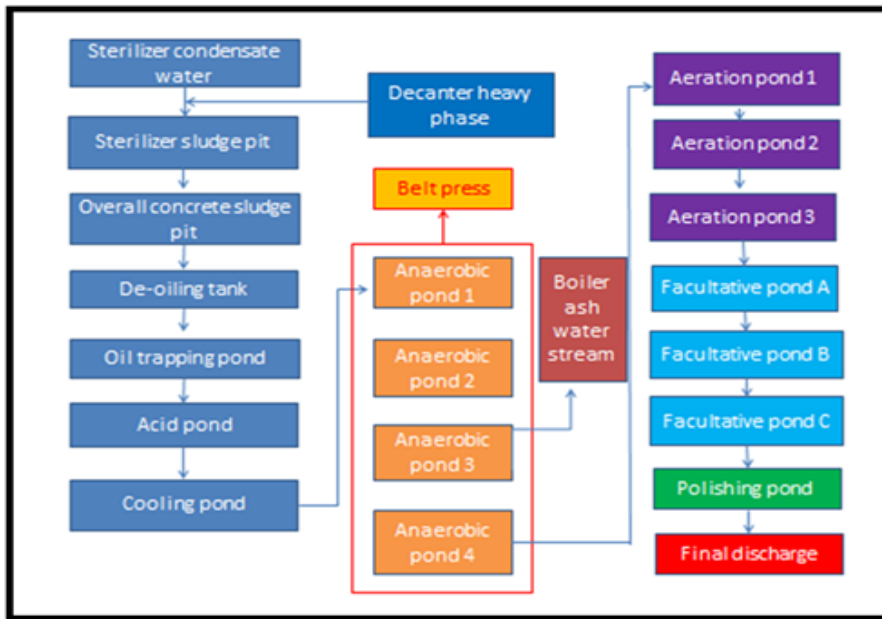 Sterilizer condensate
water
Decanter heavy
phase
Sterilizer sludge pit
Overall concrete sludge
pit
De-oiling tank
Oil trapping pond
Acid pond
Cooling pond
Belt press
Anaerobic
pond 1
Anaerobic
pond 2
Anaerobic
pond 3
Anaerobic
pond 4
Boiler
ash
water
stream
Aeration pond 1
Aeration pond 2
Aeration pond 3
Facultative pond A
Facultative pond B
Facultative pond C
Polishing pond
Final discharge